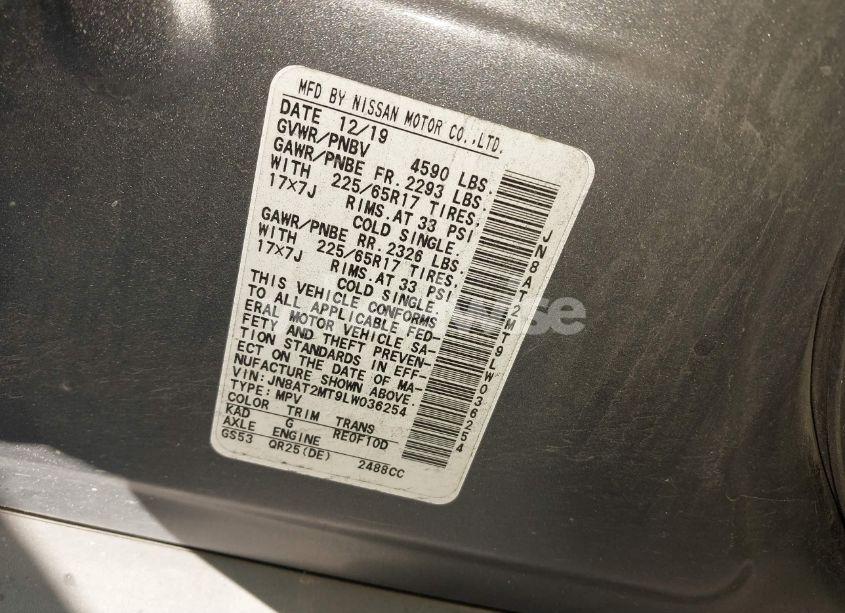 MFD BY NISSAN MOTOR CO.,LTD.
DATE 12/19
GVWR/PNBV 4590 LBS.
GAWR/PNBE FR. 2293 LBS.
WITH 225/65R17 TIRES,
17X7J RIMS.AT 33 PSI
COLD SINGLE.
GAWR/PNBE RR. 2326 LBS.
WITH 225/65R17 TIRES,
17X7J RIMS.AT 33 PSI
COLD SINGLE.
THIS VEHICLE CONFORMS
TO ALL APPLICABLE FED-
ERAL MOTOR VEHICLE SA-
FETY AND THEFT PREVEN-
TION STANDARDS IN EFF-
ECT ON THE DATE OF MA-
NUFACTURE SHOWN ABOVE.
VIN: JN8AT2MT9LW036254
TYPE: MPV
COLOR TRIM TRANS
KAD G RE0F10D
AXLE ENGINE
GS53 QR25(DE) 2488CC
JN8AT2MT9LW036254